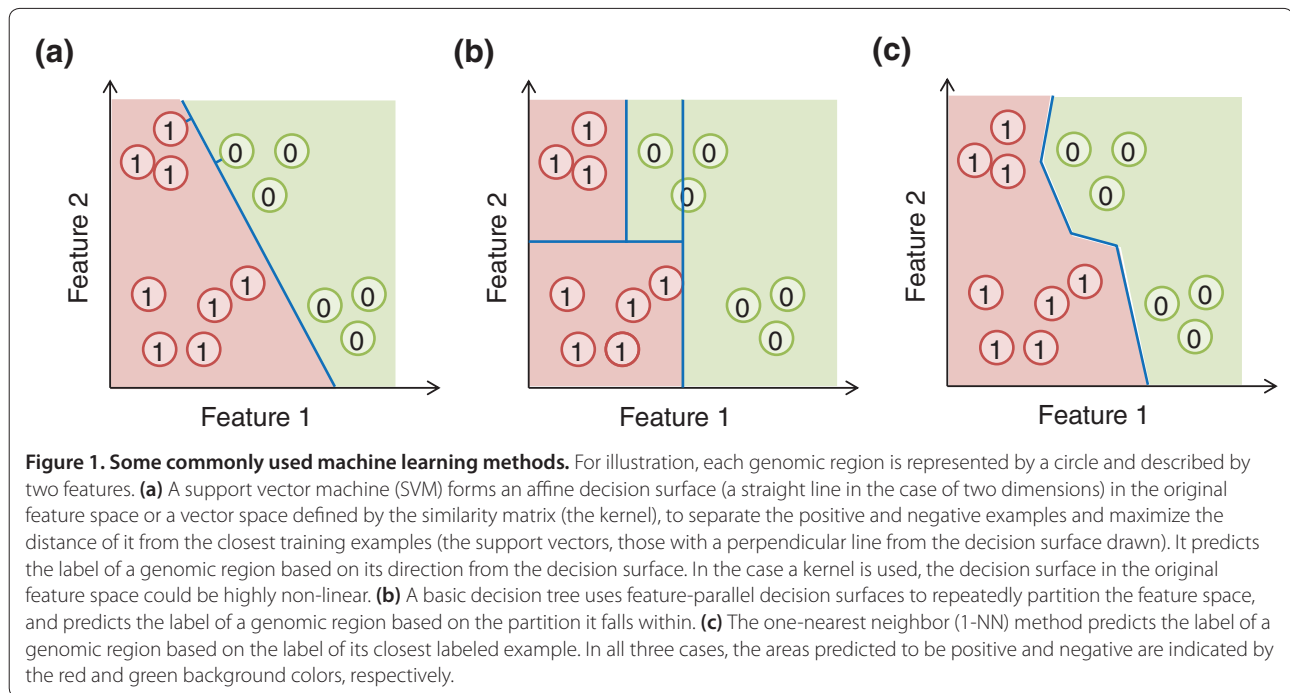 (a)
(b)
(c)
1
0
0
1
1
0
1
1
1
0
0
1
1
0
Feature 2
Feature 1
1
0
0
1
1
0
1
1
1
0
0
1
1
0
Feature 2
Feature 1
1
0
0
1
1
0
1
1
1
0
0
1
1
0
Feature 2
Feature 1
Figure 1. Some commonly used machine learning methods. For illustration, each genomic region is represented by a circle and described by
two features. (a) A support vector machine (SVM) forms an affine decision surface (a straight line in the case of two dimensions) in the original
feature space or a vector space defined by the similarity matrix (the kernel), to separate the positive and negative examples and maximize the
distance of it from the closest training examples (the support vectors, those with a perpendicular line from the decision surface drawn). It predicts
the label of a genomic region based on its direction from the decision surface. In the case a kernel is used, the decision surface in the original
feature space could be highly non-linear. (b) A basic decision tree uses feature-parallel decision surfaces to repeatedly partition the feature space,
and predicts the label of a genomic region based on the partition it falls within. (c) The one-nearest neighbor (1-NN) method predicts the label of a
genomic region based on the label of its closest labeled example. In all three cases, the areas predicted to be positive and negative are indicated by
the red and green background colors, respectively.